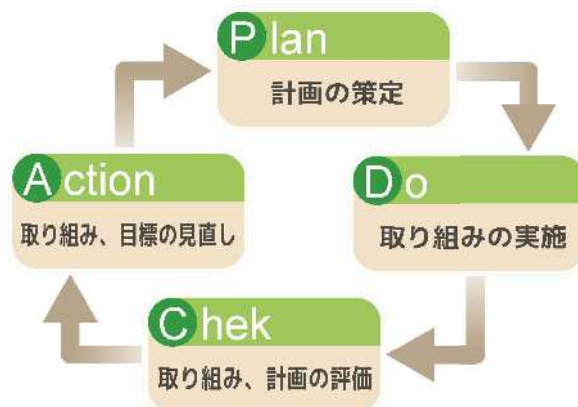 Plan
計画の策定
Do
取り組みの実施
Chek
取り組み、計画の評価
Action
取り組み、目標の見直し